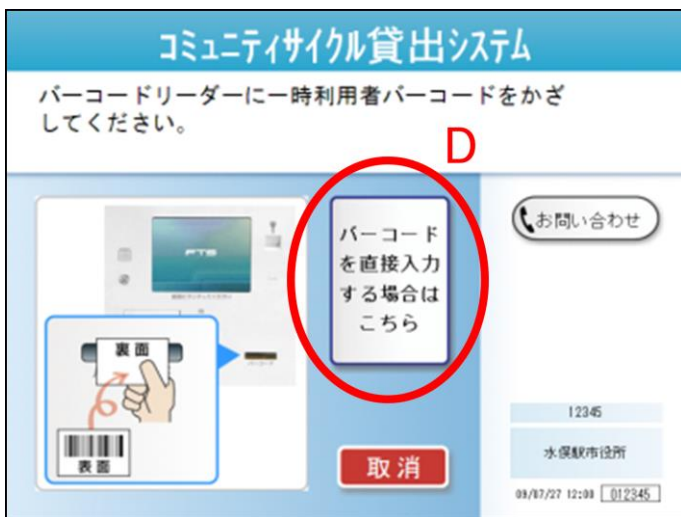 コミュニティサイクル貸出システム
バーコードリーダーに一時利用者バーコードをかざ
してください。
D
バーコード
を直接入力
する場合は
こちら
お問い合わせ
FTS
裏面
表面
取消
12345
水俣駅市役所
09/07/27 12:00 012345